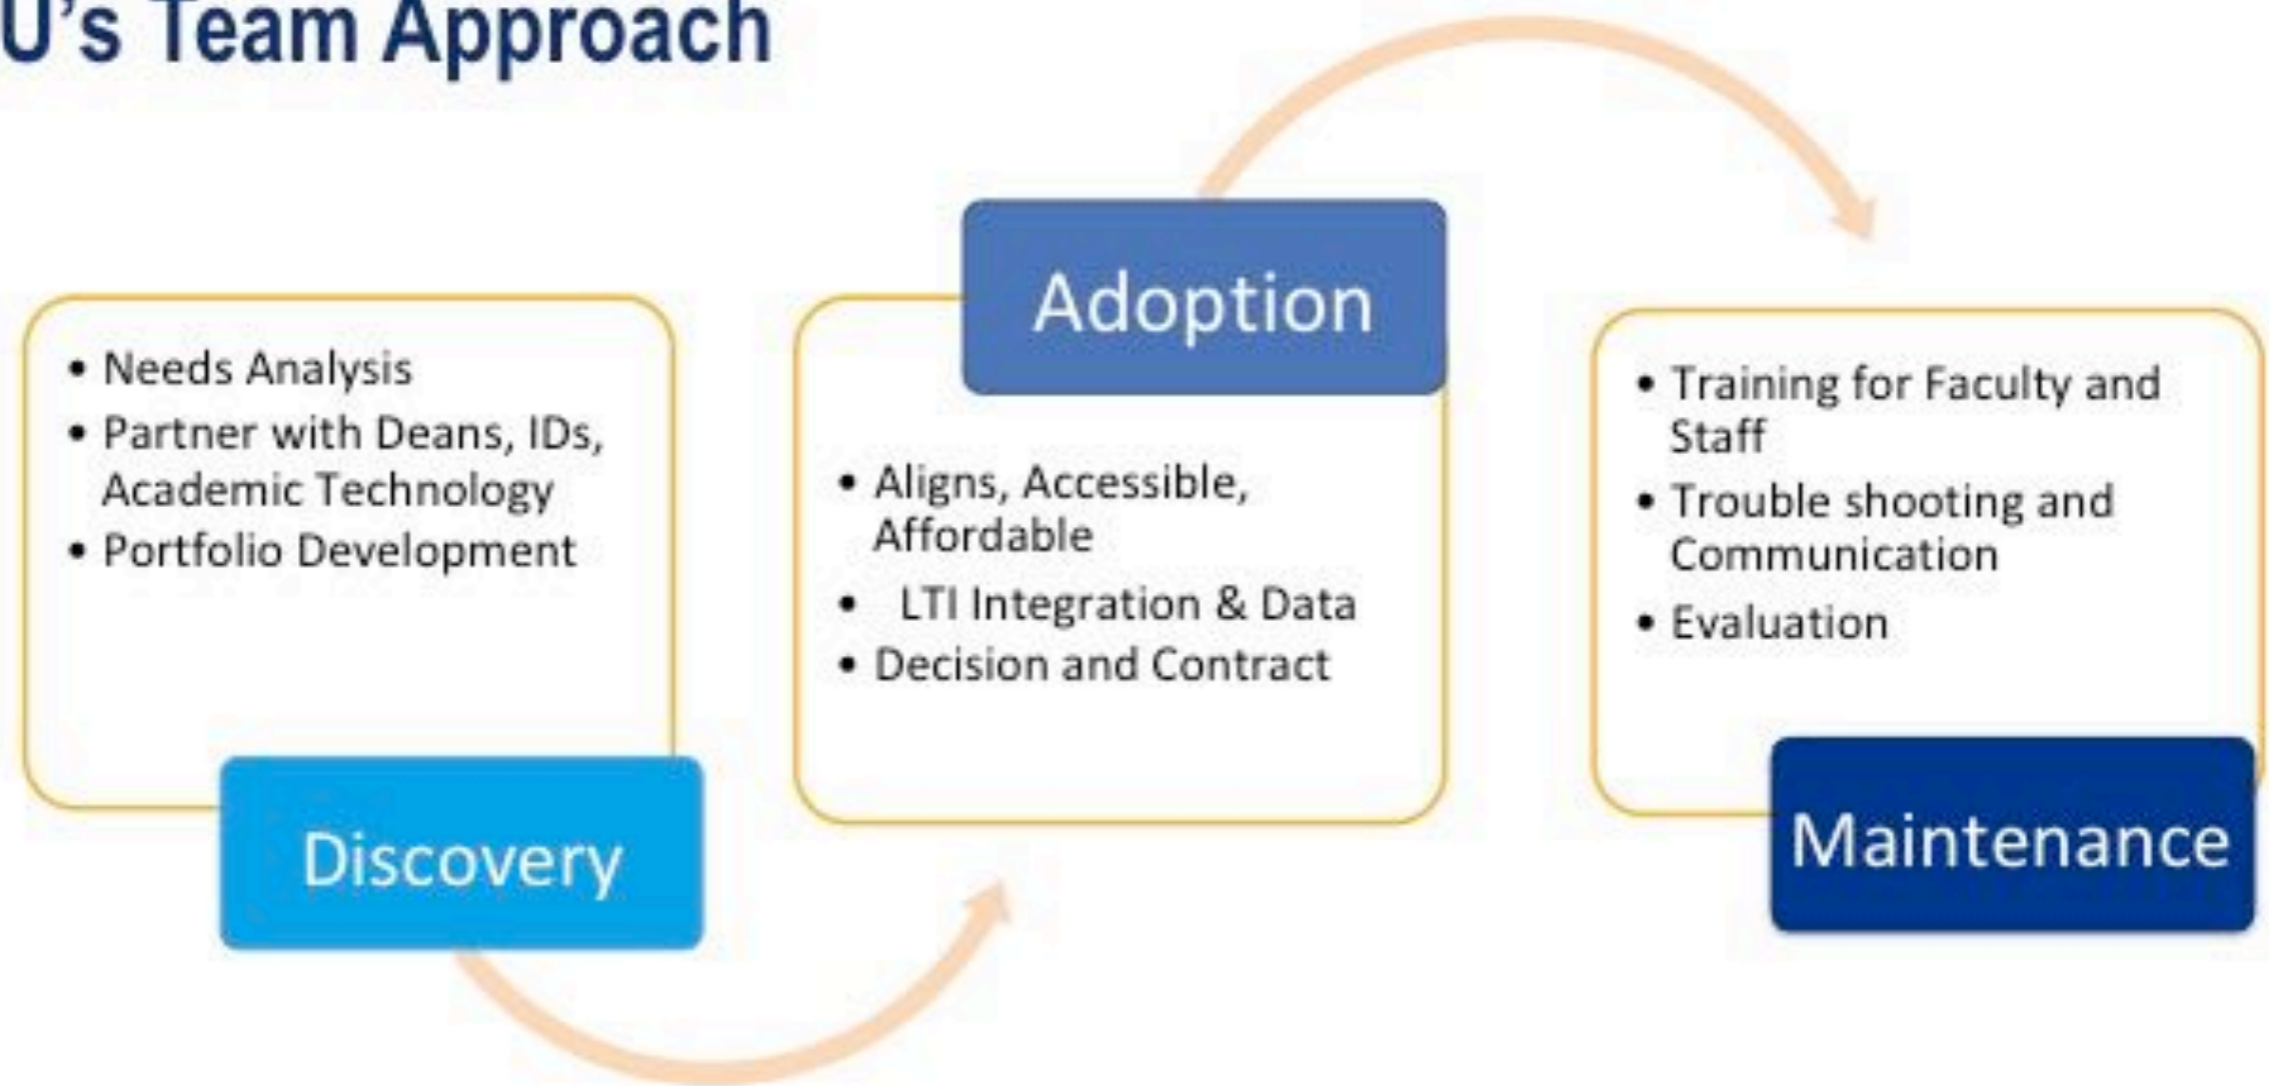 U's Team Approach
• Needs Analysis
• Partner with Deans, IDs,
Academic Technology
• Portfolio Development
Discovery
Adoption
• Aligns, Accessible,
Affordable
• LTI Integration & Data
• Decision and Contract
• Training for Faculty and
Staff
• Trouble shooting and
Communication
• Evaluation
Maintenance